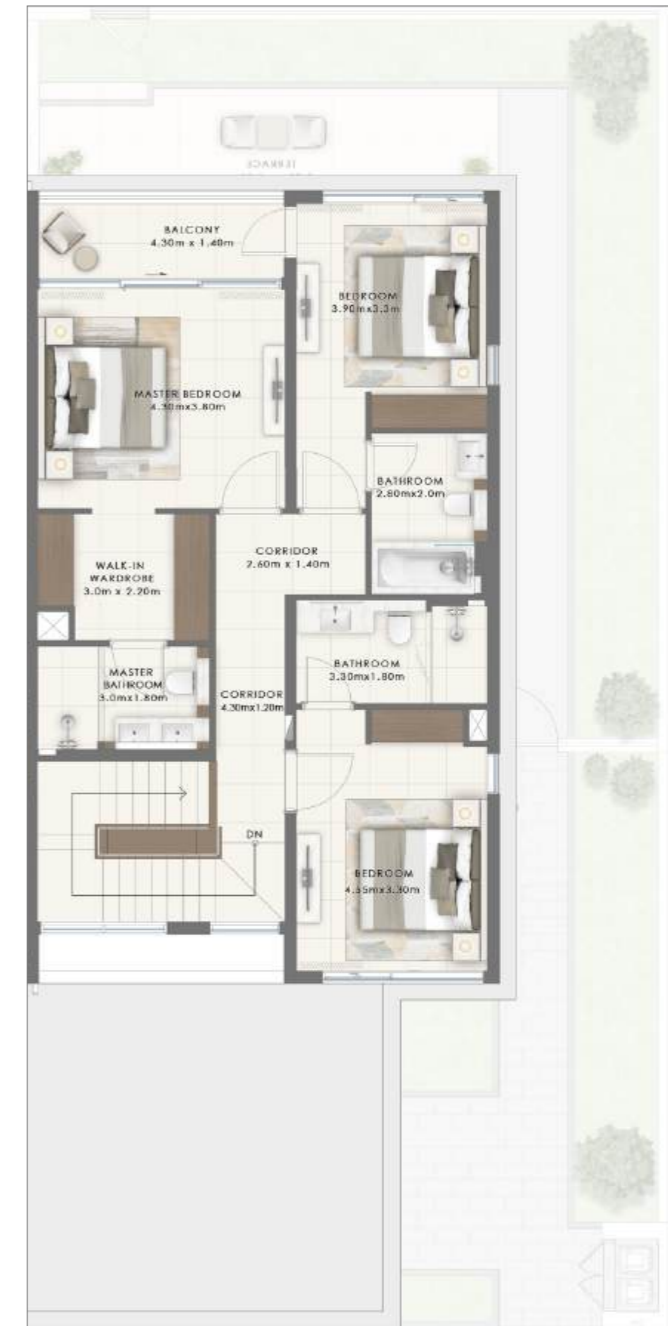 TERRACE
BALCONY
4.30m x 1.40m
BEDROOM
3.90mx3.3m
MASTER BEDROOM
4.30mx3.80m
BATHROOM
2.80mx2.0m
CORRIDOR
2.60m x 1.40m
WALK-IN
WARDROBE
3.0m x 2.20m
BATHROOM
3.30mx1.80m
MASTER
BATHROOM
3.0mx1.80m
CORRIDOR
4.30mx1.20m
DN
BEDROOM
4.55mx3.30m